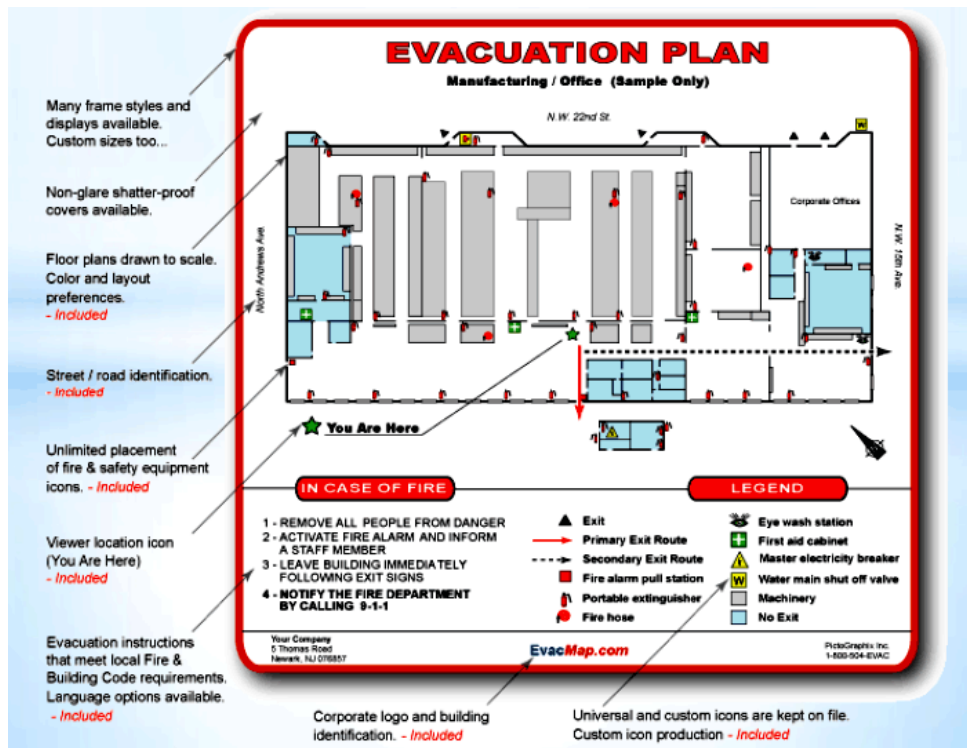 EVACUATION PLAN
Manufacturing / Office (Sample Only)
Many frame styles and
displays available.
Custom sizes too...
Non-glare shatter-proof
covers available.
Floor plans drawn to scale.
Color and layout
preferences.
- Included
Street / road identification.
- Included
Unlimited placement
of fire & safety equipment
icons. - Included
Viewer location icon
(You Are Here)
- Included
Evacuation instructions
that meet local Fire &
Building Code requirements.
Language options available.
- Included
N.W. 22nd St.
W
North Andrews Ave.
Corporate Offices
N.W. 15th Ave.
You Are Here
IN CASE OF FIRE
1 - REMOVE ALL PEOPLE FROM DANGER
2 - ACTIVATE FIRE ALARM AND INFORM
A STAFF MEMBER
3 - LEAVE BUILDING IMMEDIATELY
FOLLOWING EXIT SIGNS
4 - NOTIFY THE FIRE DEPARTMENT
BY CALLING 9-1-1
LEGEND
Exit
Primary Exit Route
Secondary Exit Route
Fire alarm pull station
Portable extinguisher
Fire hose
Eye wash station
First aid cabinet
Master electricity breaker
W Water main shut off valve
Machinery
No Exit
Your Company
5 Thomas Road
Newark, NJ 076857
EvacMap.com
PictoGraphix Inc.
1-800-504-EVAC
Corporate logo and building
identification. - Included
Universal and custom icons are kept on file.
Custom icon production - Included